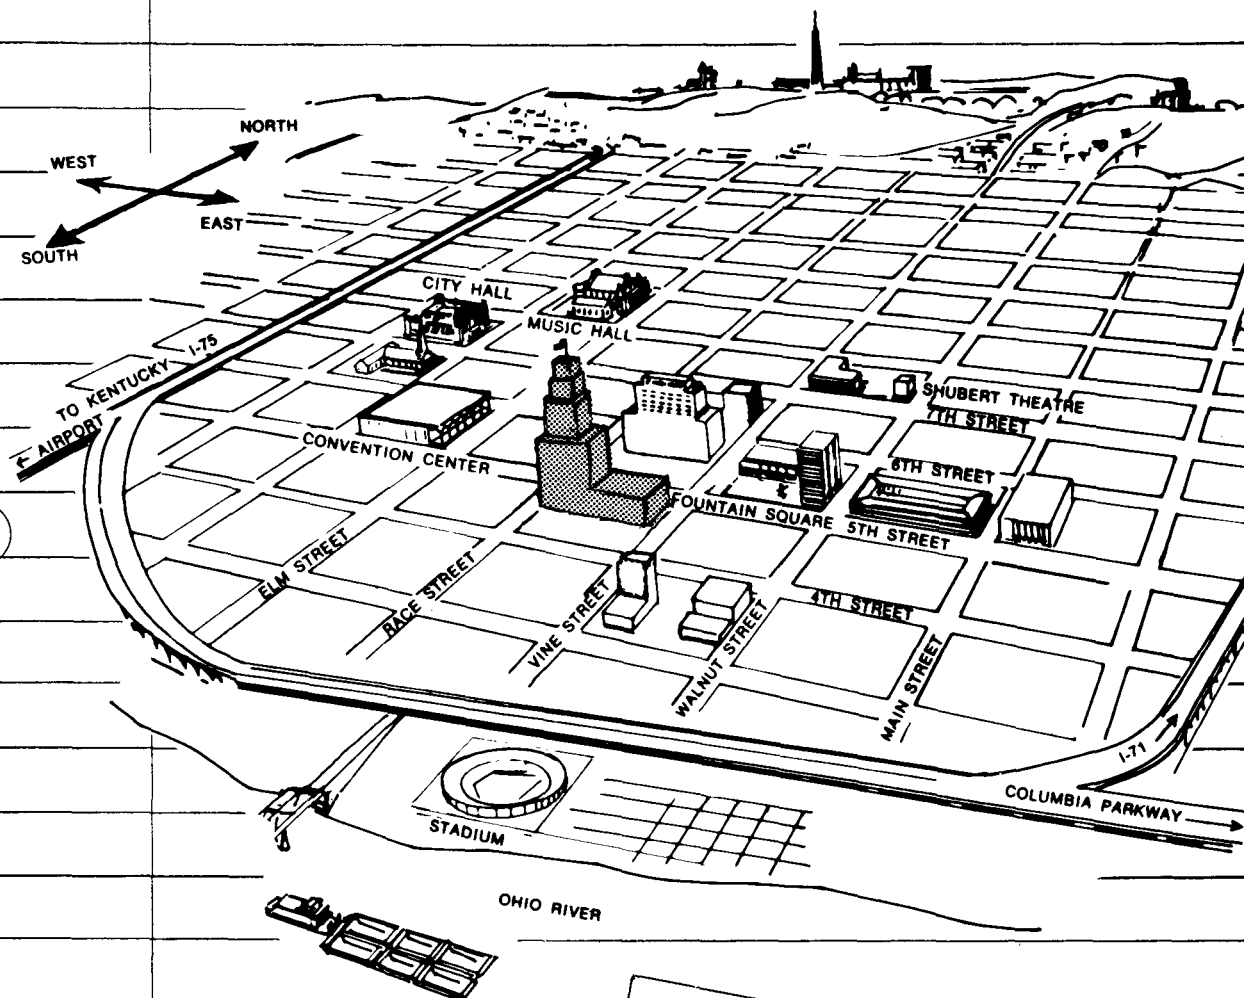 NORTH
WEST
EAST
SOUTH
CITY HALL
MUSIC HALL
I-75
TO KENTUCKY
← AIRPORT
SHUBERT THEATRE
7TH STREET
CONVENTION CENTER
6TH STREET
FOUNTAIN SQUARE
5TH STREET
ELM STREET
RACE STREET
VINE STREET
4TH STREET
WALNUT STREET
MAIN STREET
I-71
COLUMBIA PARKWAY
STADIUM
OHIO RIVER